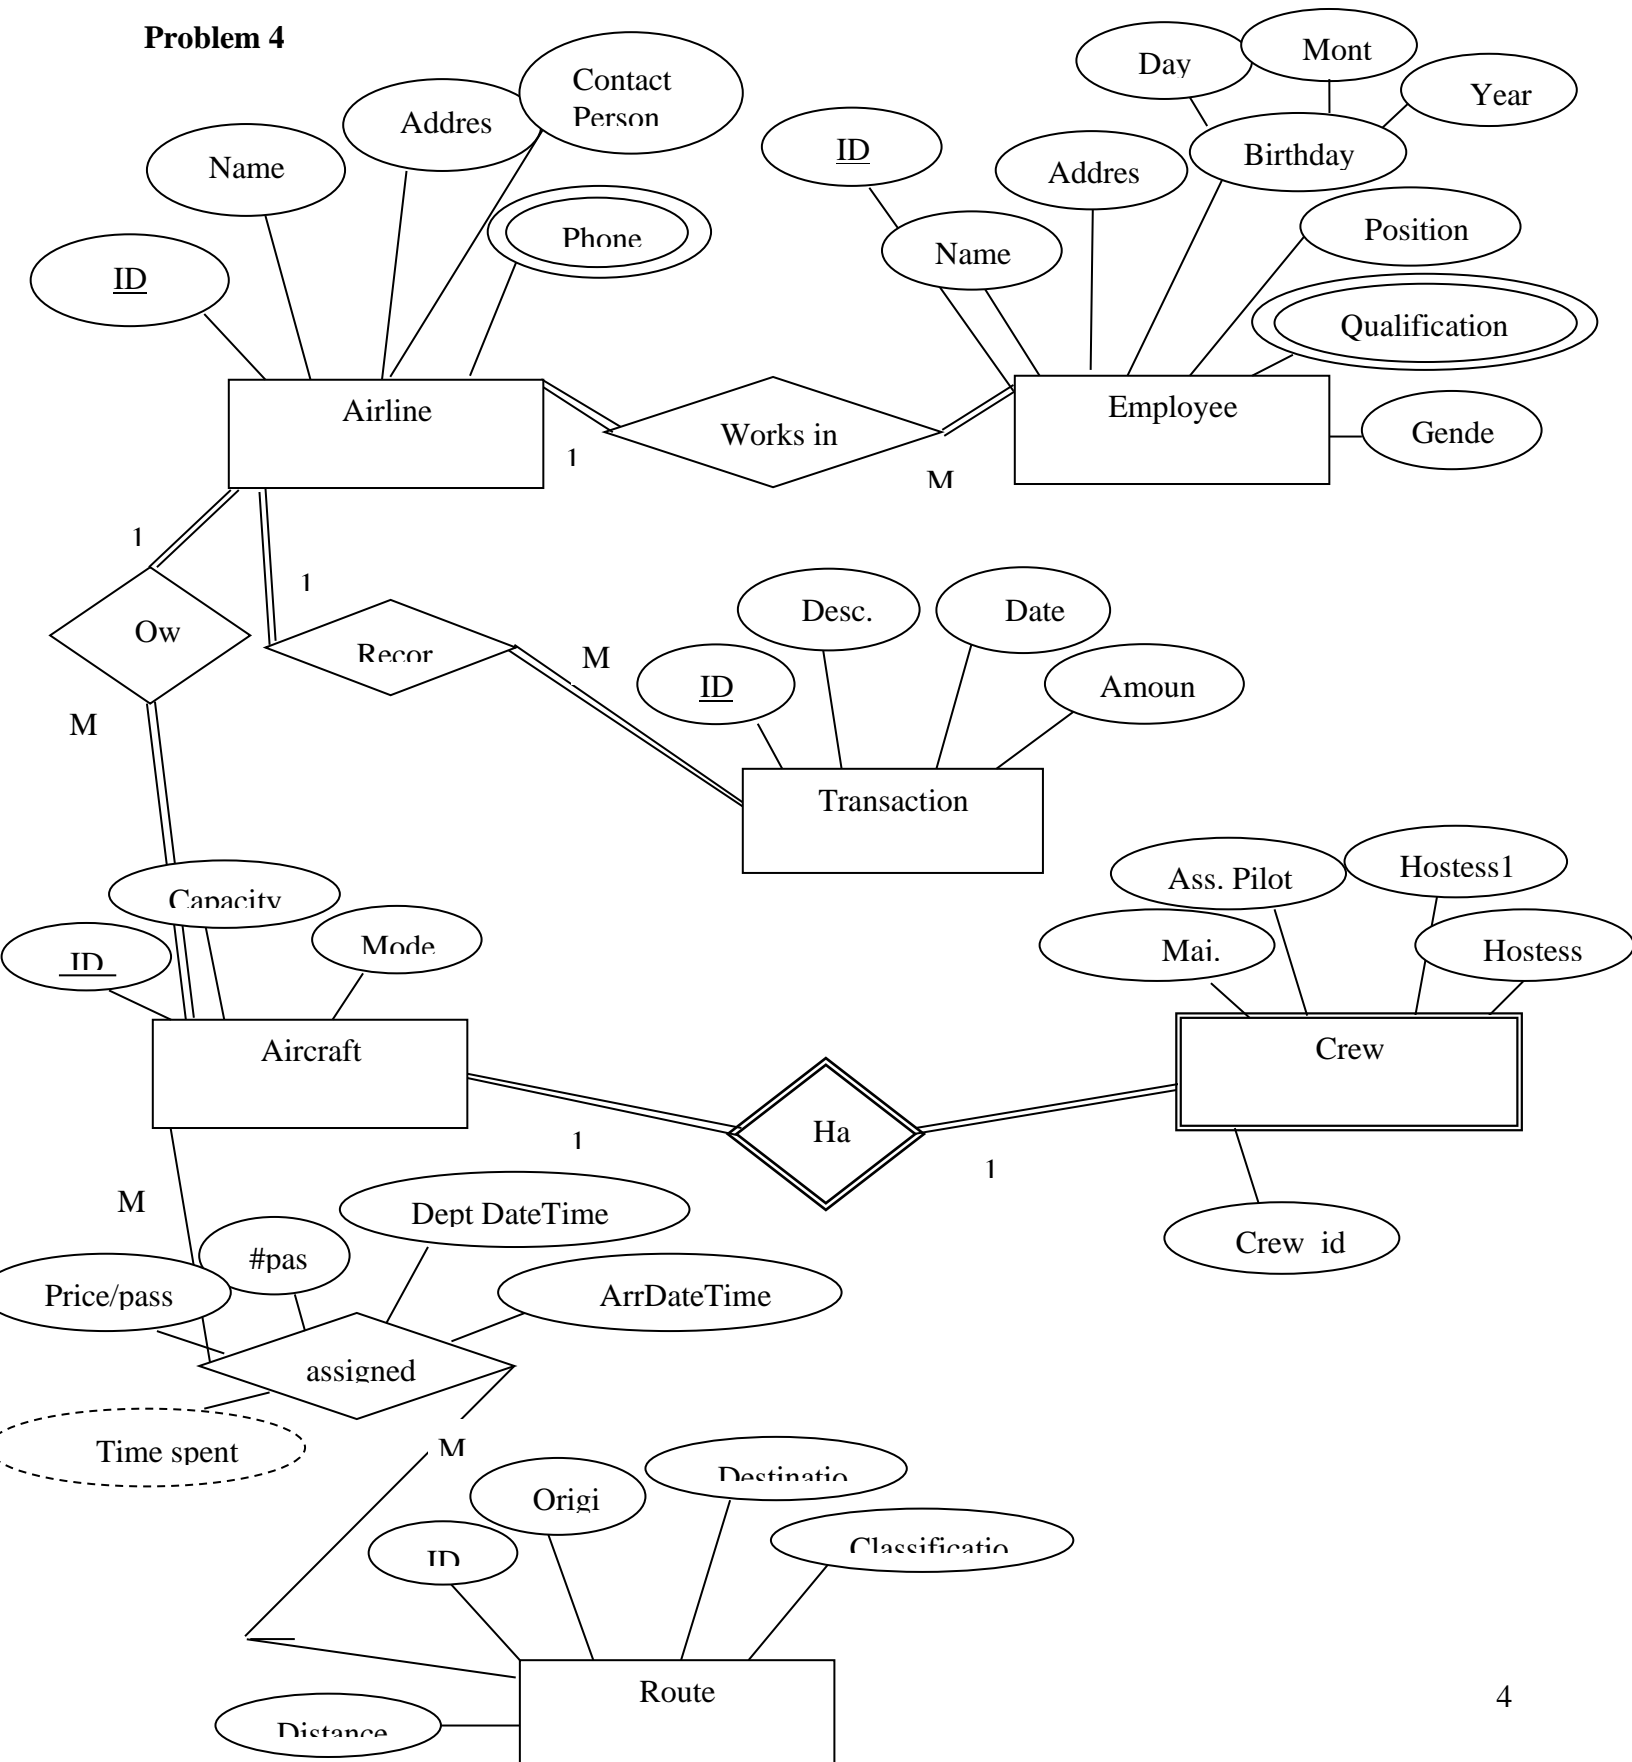 Problem 4
Contact
Person
Day
Mont
Year
Addres
Name
ID
Addres
Birthday
Phone
Name
Position
ID
Qualification
Airline
Works in
Employee
Gende
1
M
1
1
Ow
Recor
M
Desc.
Date
M
ID
Amoun
Transaction
Capacity
Ass. Pilot
Hostess1
ID
Mode
Mai.
Hostess
Aircraft
Crew
Ha
1
1
M
Dept DateTime
Crew id
#pas
Price/pass
ArrDateTime
assigned
Time spent
M
Destinatio
Origi
ID
Classificatio
Route
Distance
4